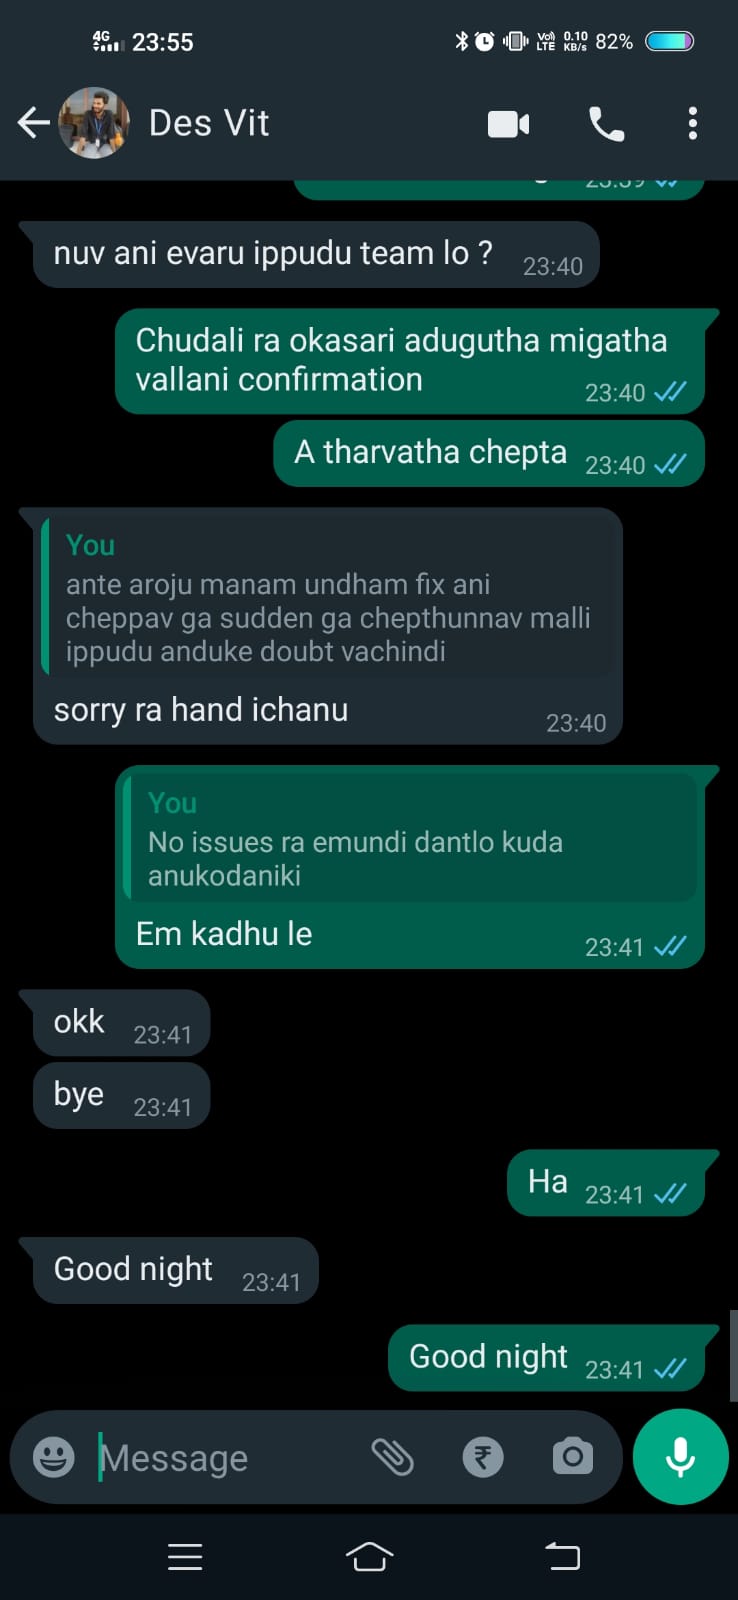 4G 23:55 Vo) LTE 0.10 KB/s 82%
Des Vit
23:39
nuv ani evaru ippudu team lo ? 23:40
Chudali ra okasari adugutha migatha
vallani confirmation 23:40
A tharvatha chepta 23:40
You
ante aroju manam undham fix ani
cheppav ga sudden ga chepthunnav malli
ippudu anduke doubt vachindi
sorry ra hand ichanu 23:40
You
No issues ra emundi dantlo kuda
anukodaniki
Em kadhu le 23:41
okk 23:41
bye 23:41
Ha 23:41
Good night 23:41
Good night 23:41
Message ₹